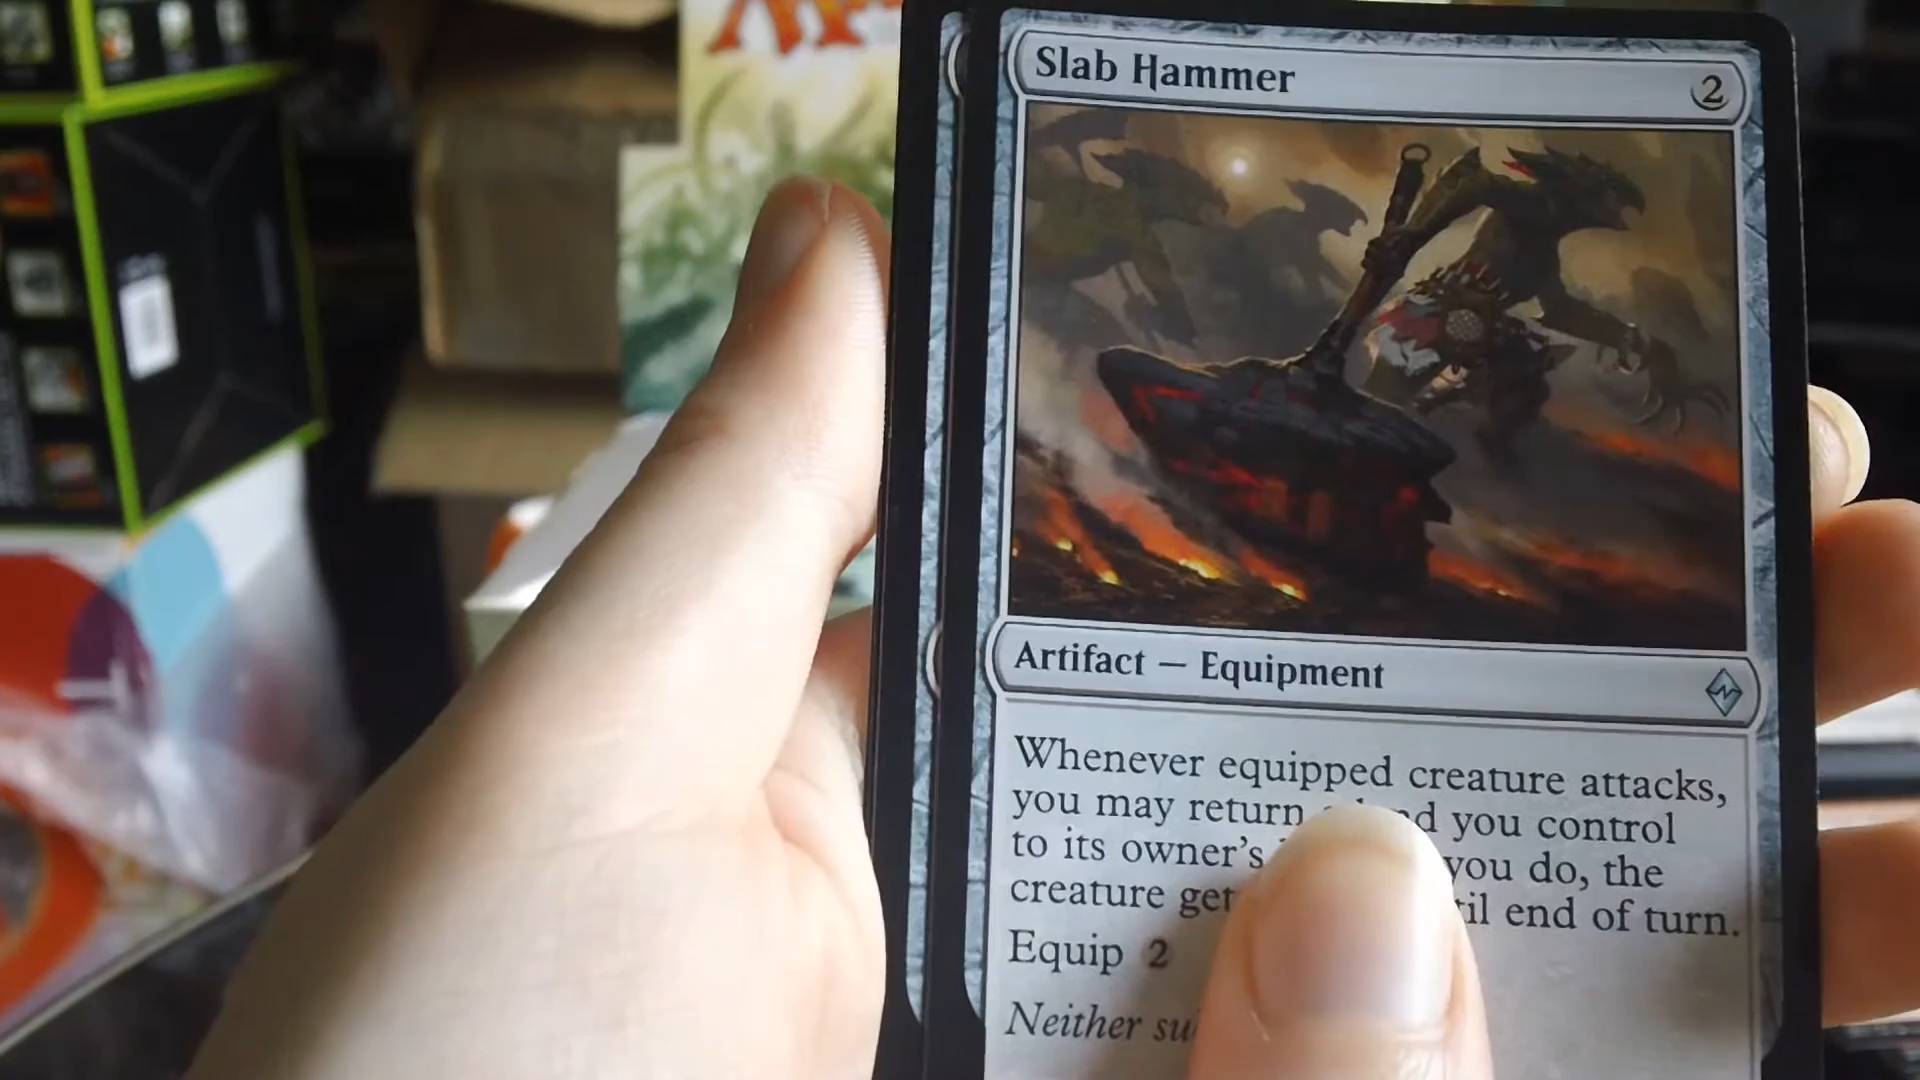 Slab Hammer
2
Artifact — Equipment
Whenever equipped creature attacks,
you may return you control
to its owner's you do, the
creature end of turn.
Equip 2
Neither